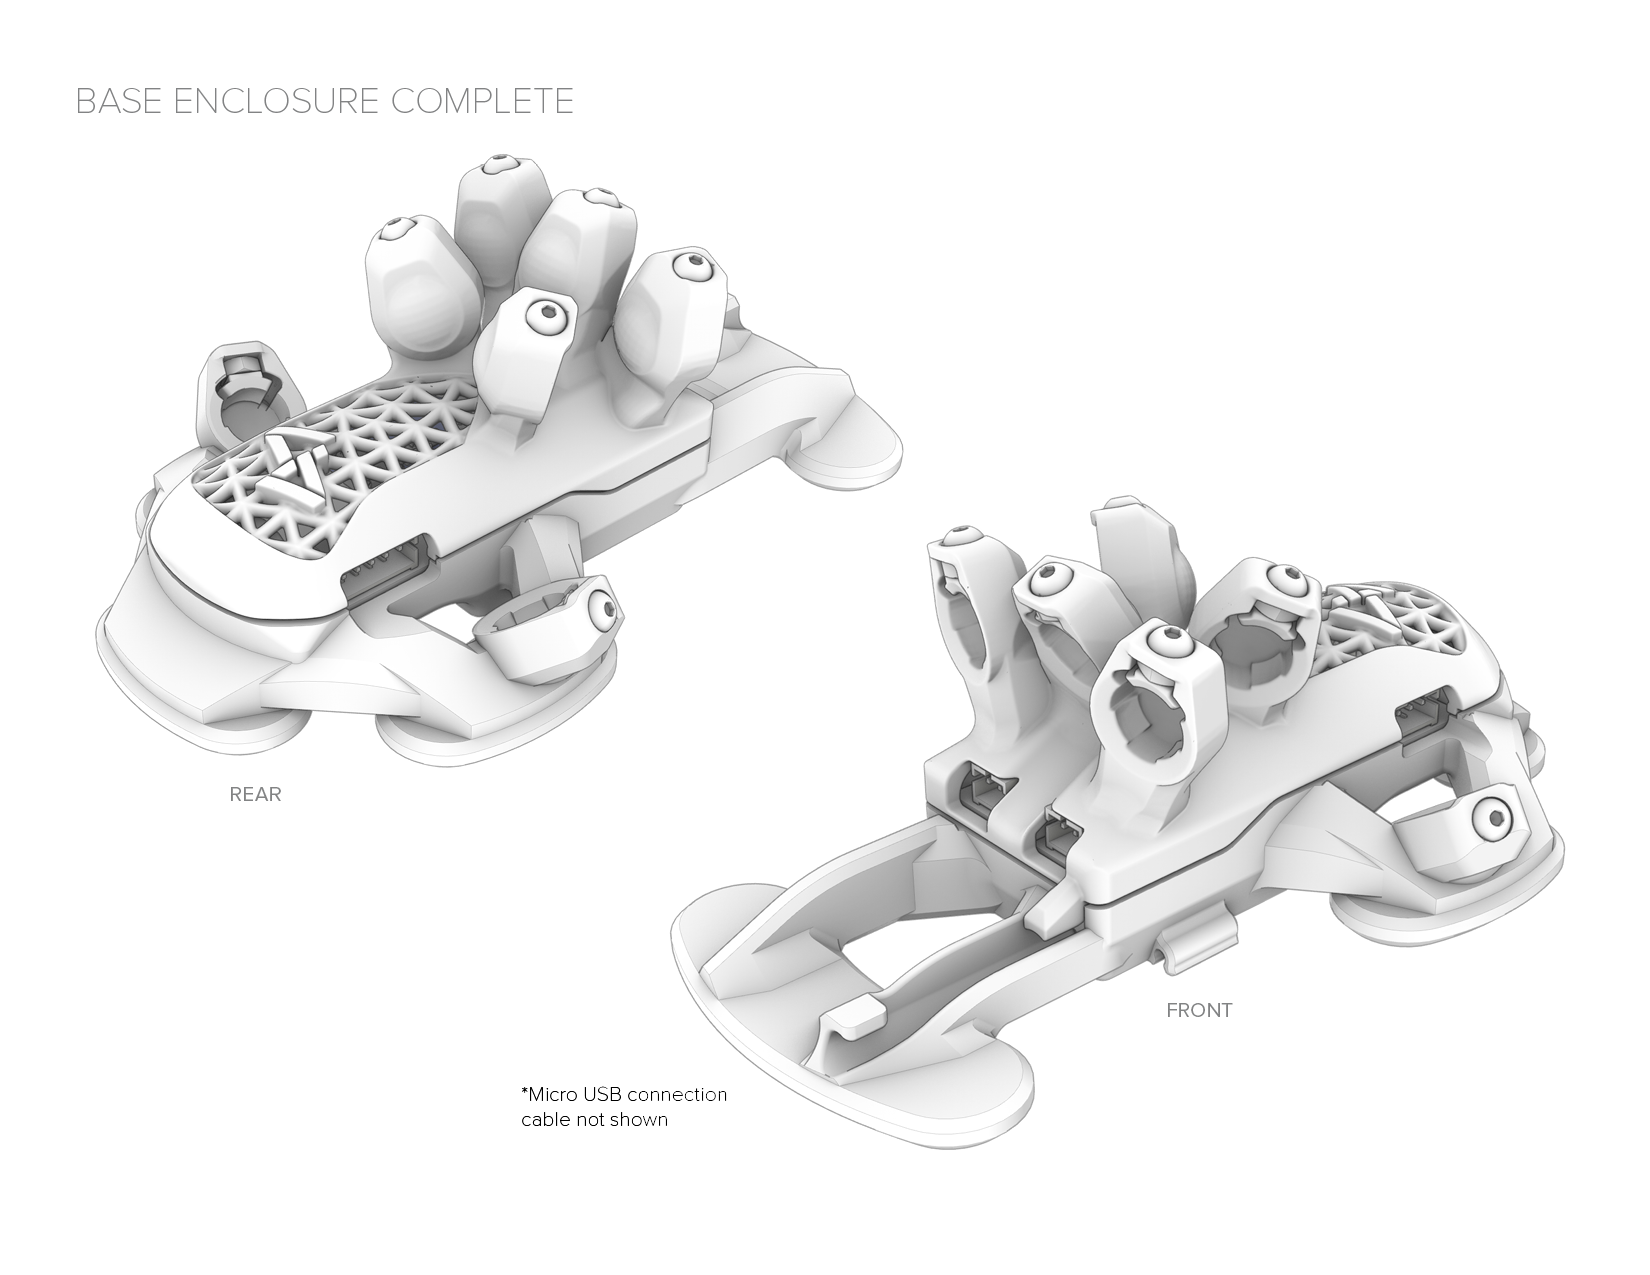 BASE ENCLOSURE COMPLETE
REAR
FRONT
*Micro USB connection
cable not shown